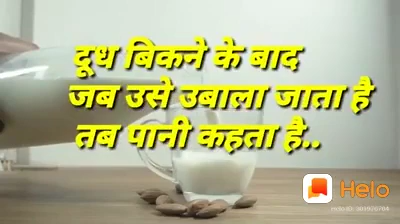 दूध बिकने के बाद
जब उसे उबाला जाता है
तब पानी कहता है..
Helo